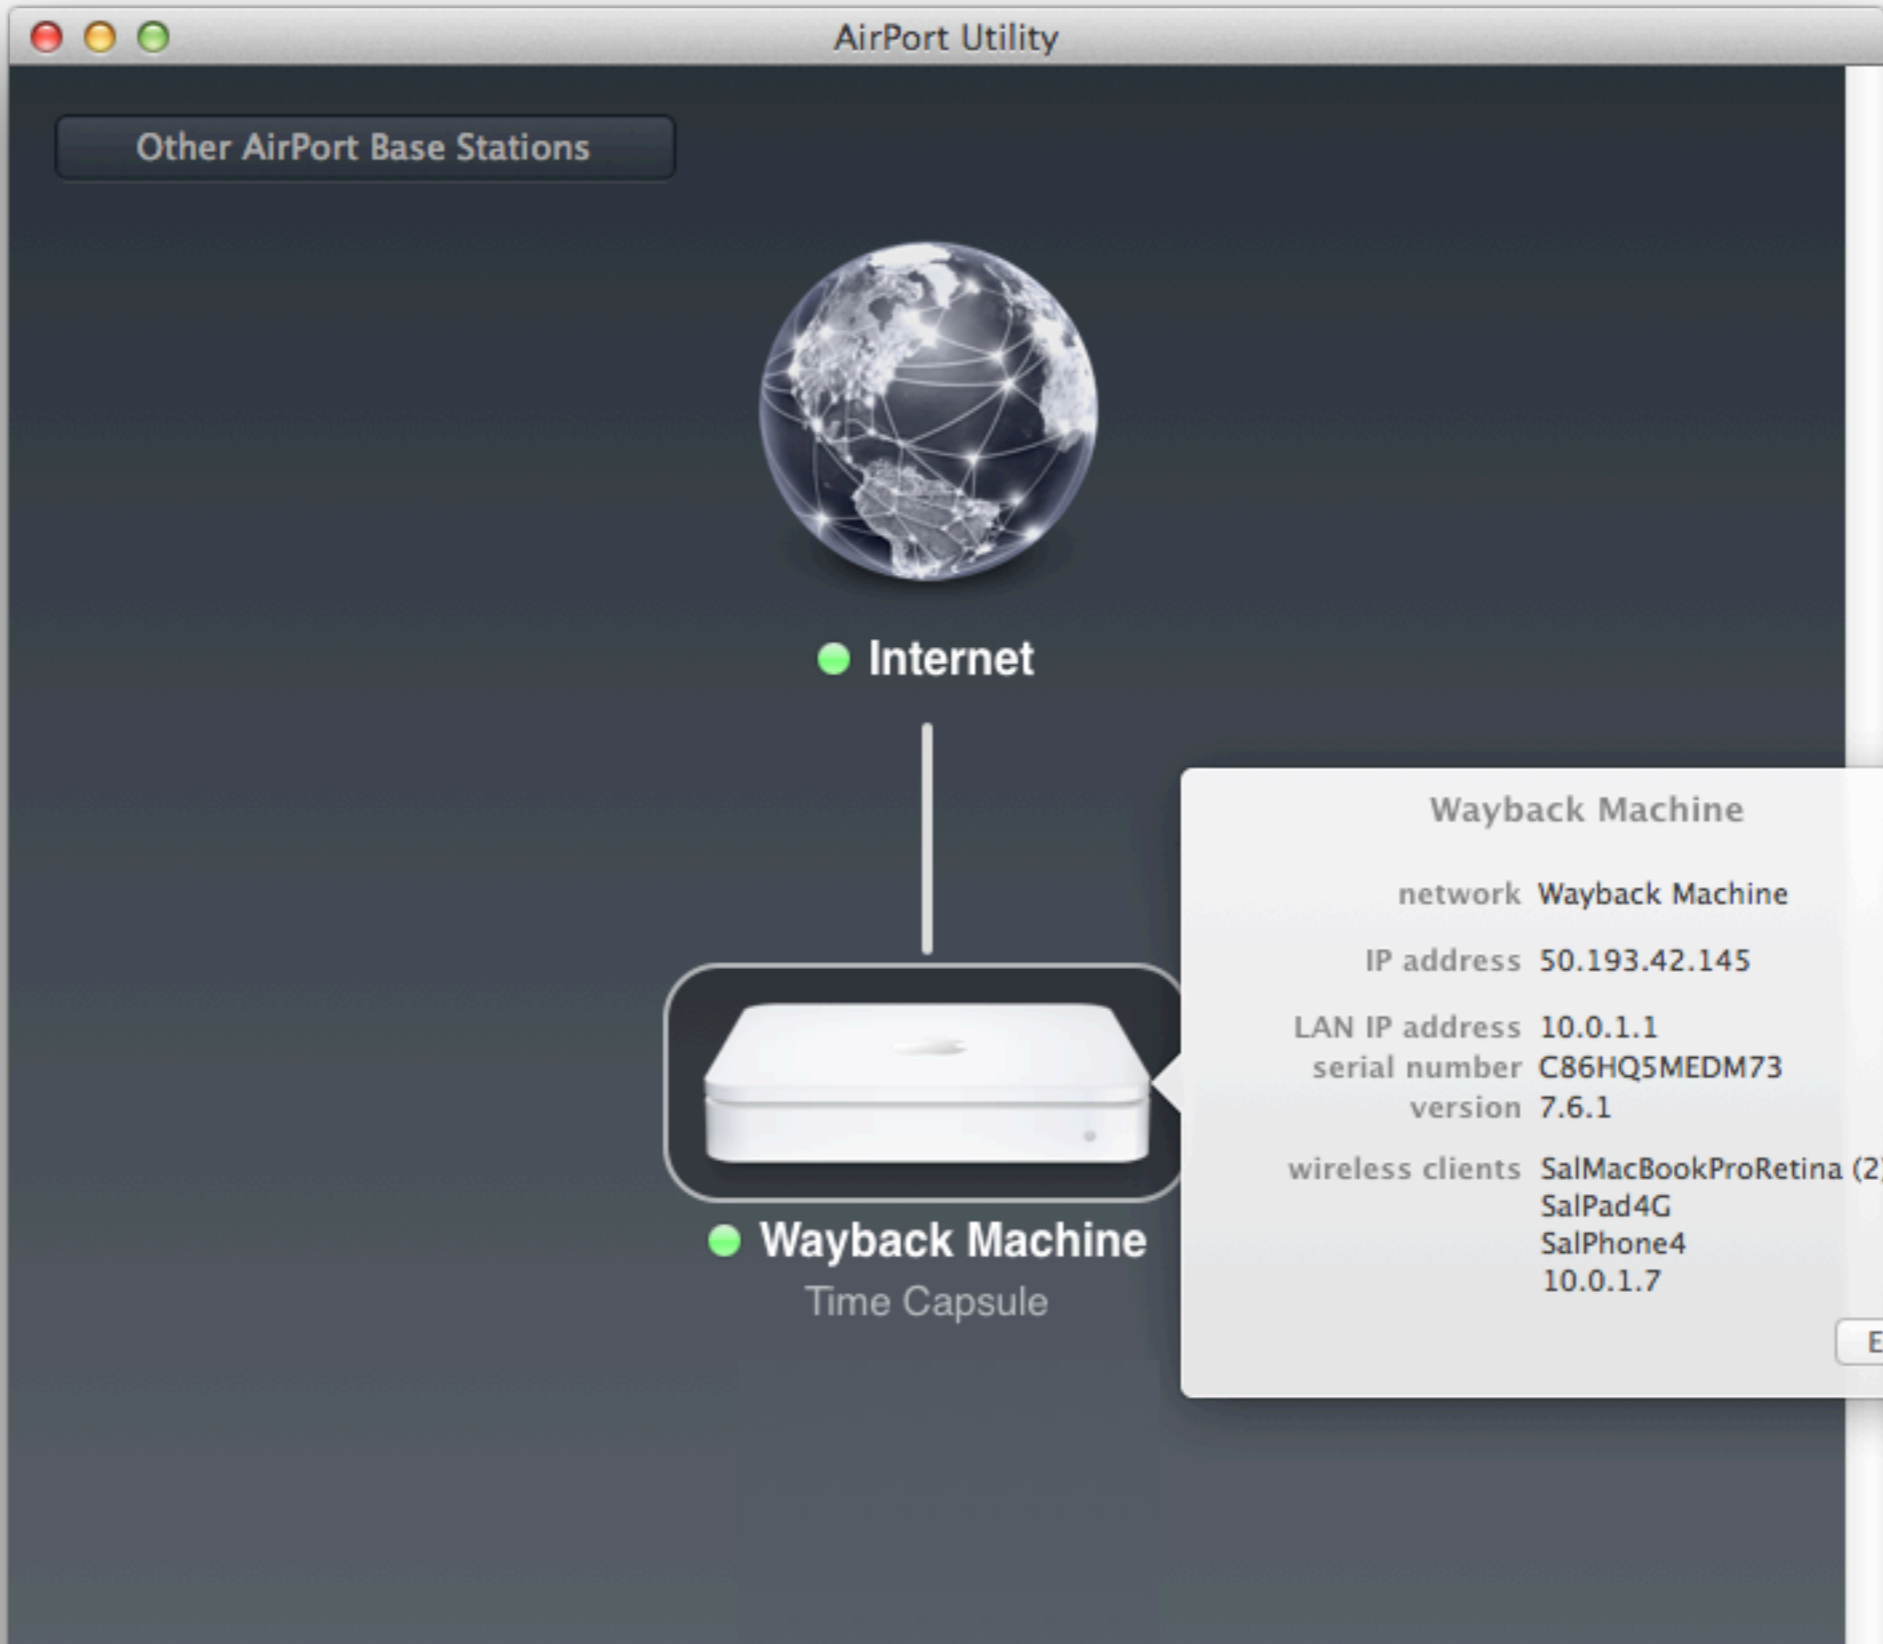 AirPort Utility
Other AirPort Base Stations
Internet
Wayback Machine
network Wayback Machine
IP address 50.193.42.145
LAN IP address 10.0.1.1
serial number C86HQ5MEDM73
version 7.6.1
wireless clients SalMacBookProRetina (2)
SalPad4G
SalPhone4
10.0.1.7
E
Wayback Machine
Time Capsule